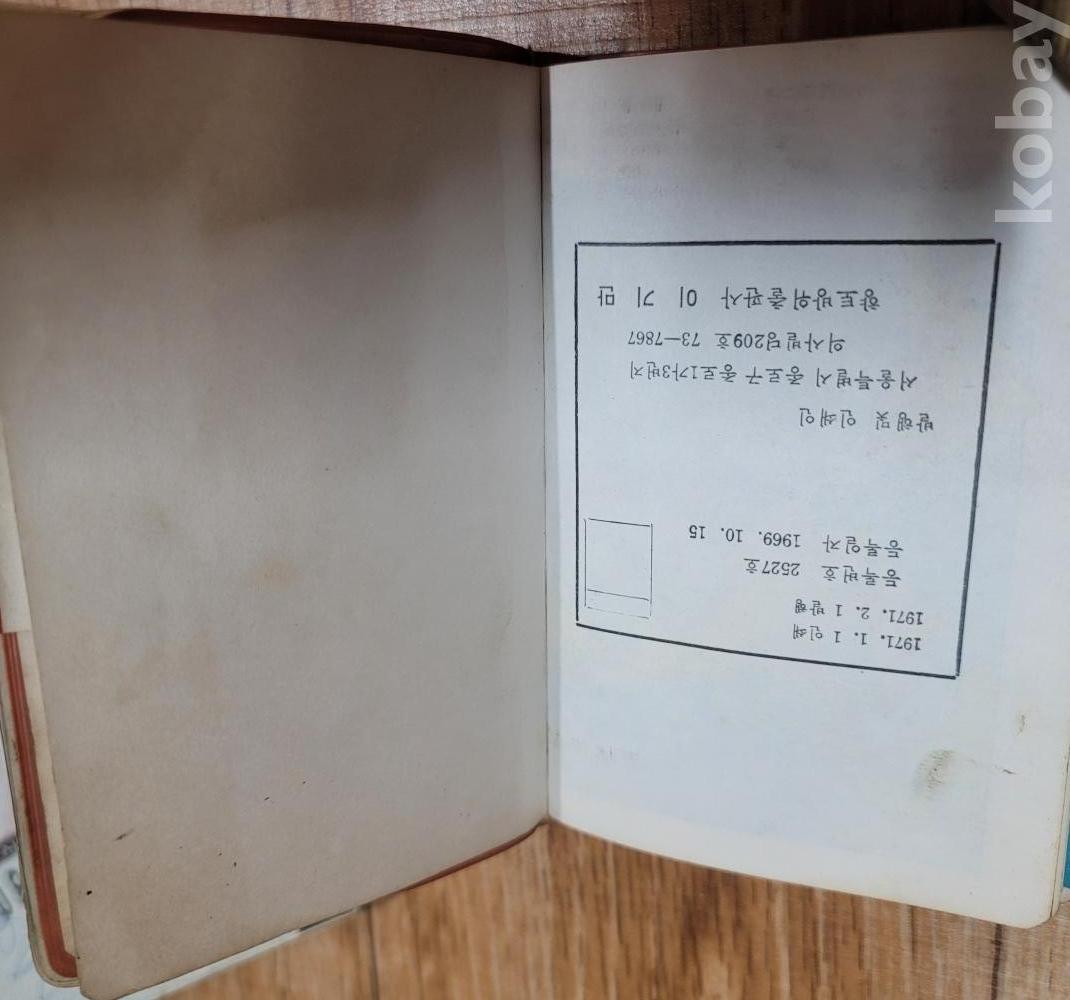 1971. 1. 1 인쇄
1971. 2. 1 발행
등록번호 2527호
등록일자 1969. 10. 15
발행및 인쇄인
서울특별시 종로구 종로1가3번지
의사빌딩209호 73—7867
향토방위출판사 이 기 만
kobay